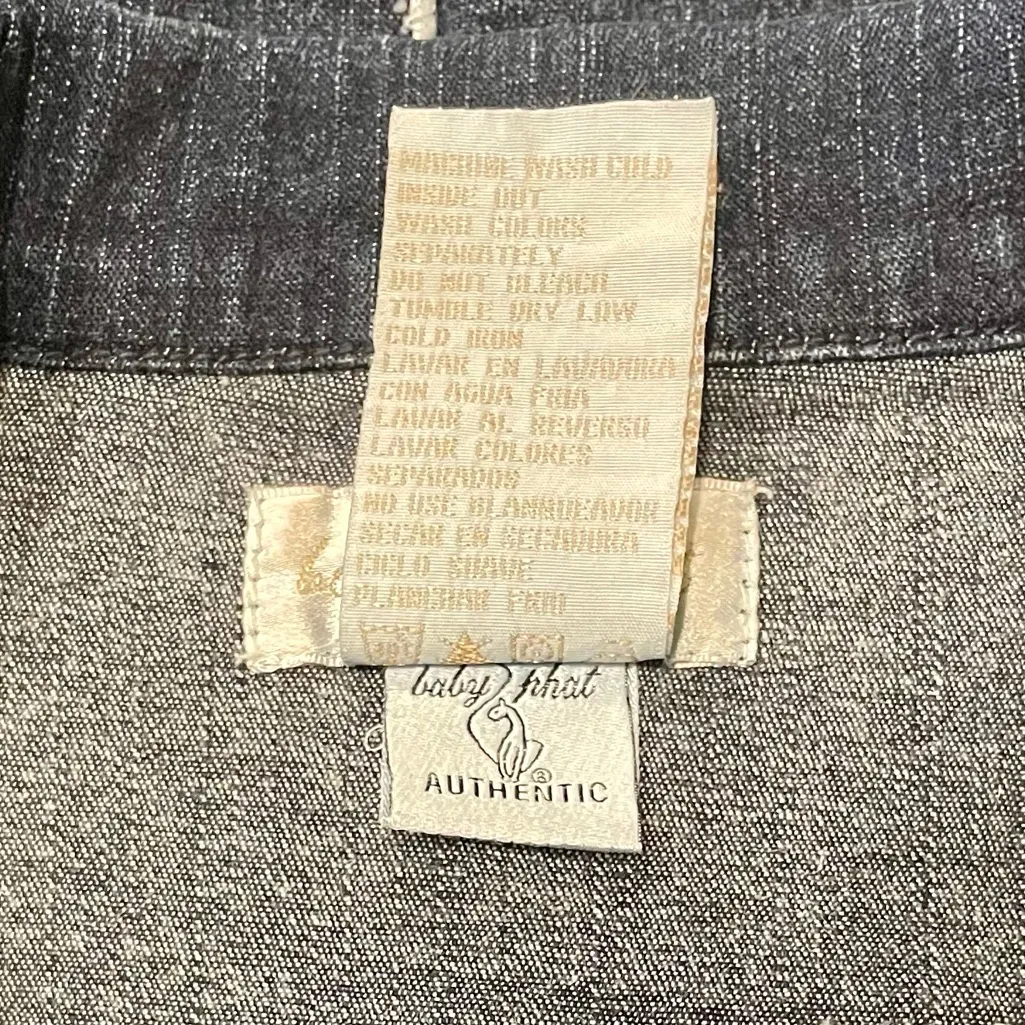 MACHINE WASH COLD
INSIDE OUT
WASH COLORS
SEPARATELY
DO NOT BLEACH
TUMBLE DRY LOW
COLD IRON
LAVAR EN LAVADORA
CON AGUA FRIA
LAVAR AL REVERSO
LAVAR COLORES
SEPARADOS
NO USE BLANQUEADOR
SECAR EN SECADORA
CICLO SUAVE
PLANCHAR FRIO
baby phat
®
AUTHENTIC